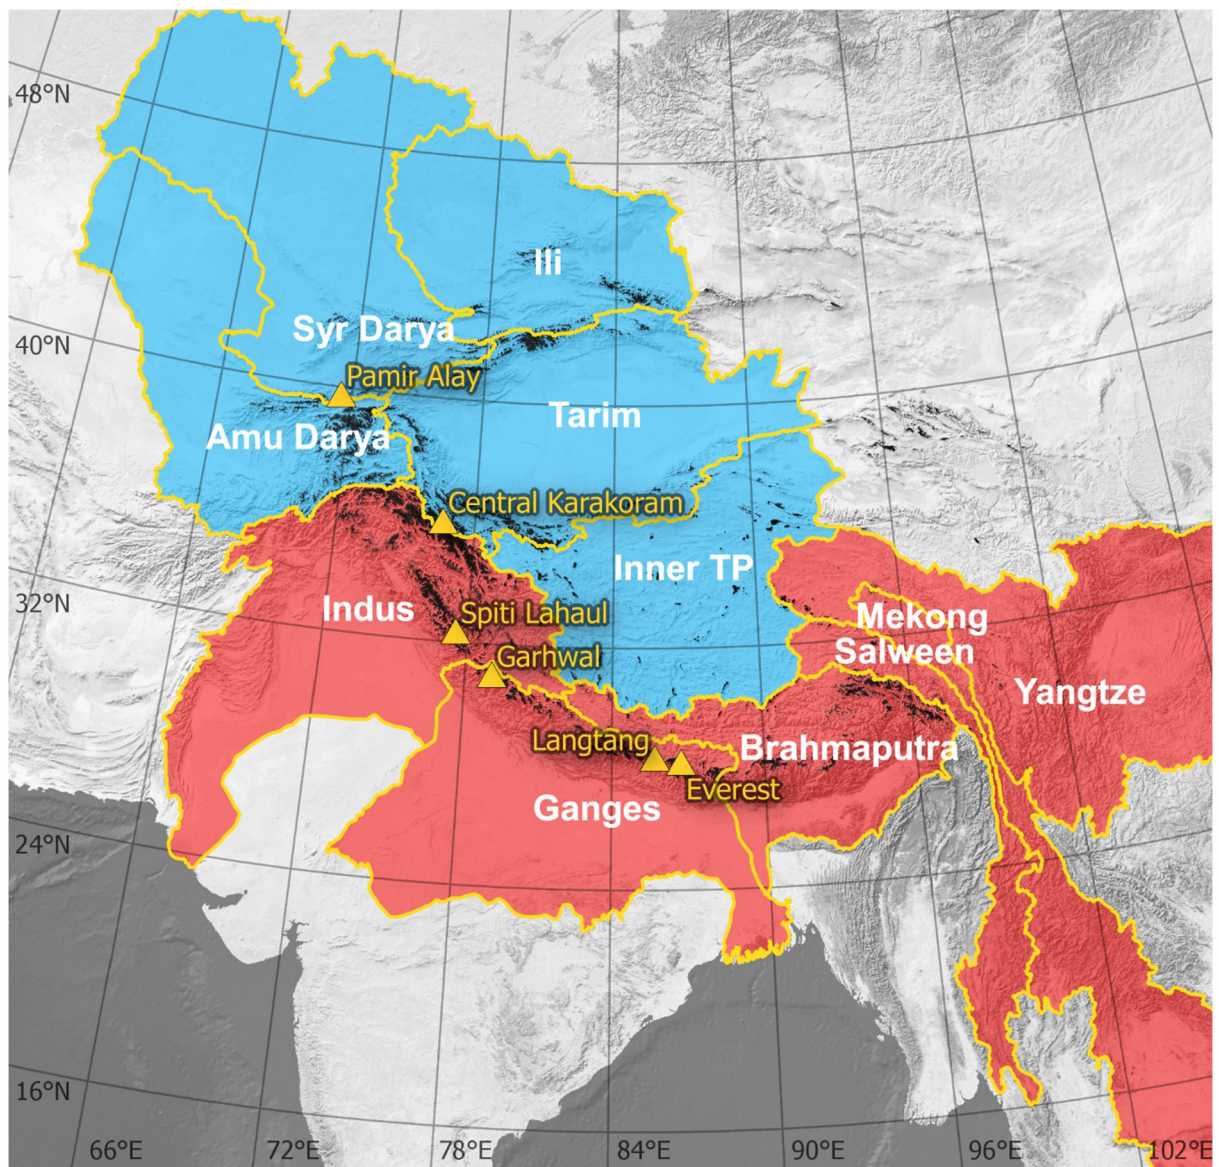 48°N
Ili
Syr Darya
40°N
Pamir Alay
Tarim
Amu Darya
Central Karakoram
Inner TP
32°N
Indus
Spiti Lahaul
Mekong
Salween
Garhwal
Yangtze
Langtang
Brahmaputra
Everest
Ganges
24°N
16°N
66°E
72°E
78°E
84°E
90°E
96°E
102°E